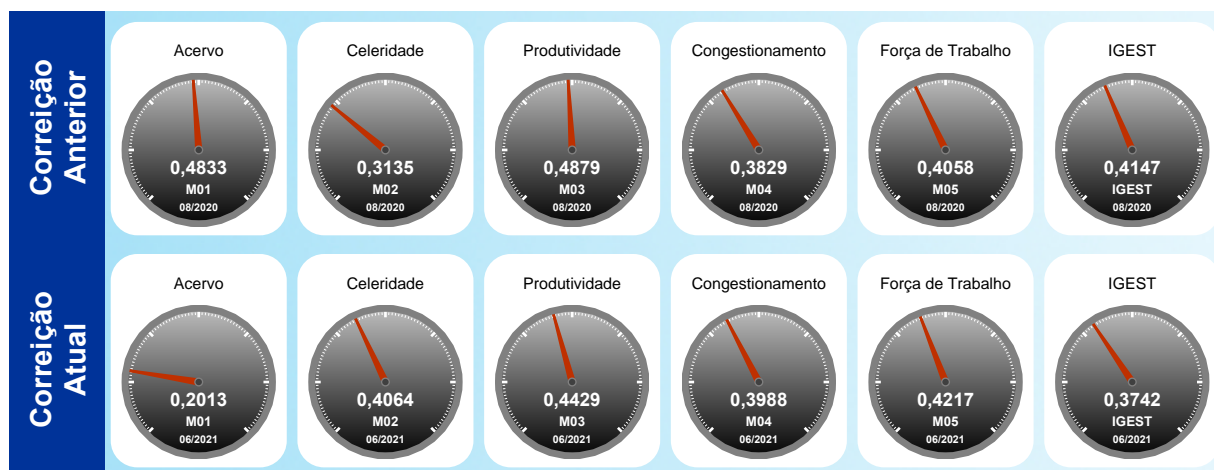 Correição
Anterior
Acervo
0,4833
M01
08/2020
Celeridade
0,3135
M02
08/2020
Produtividade
0,4879
M03
08/2020
Congestionamento
0,3829
M04
08/2020
Força de Trabalho
0,4058
M05
08/2020
IGEST
0,4147
IGEST
08/2020
Correição
Atual
Acervo
0,2013
M01
06/2021
Celeridade
0,4064
M02
06/2021
Produtividade
0,4429
M03
06/2021
Congestionamento
0,3988
M04
06/2021
Força de Trabalho
0,4217
M05
06/2021
IGEST
0,3742
IGEST
06/2021